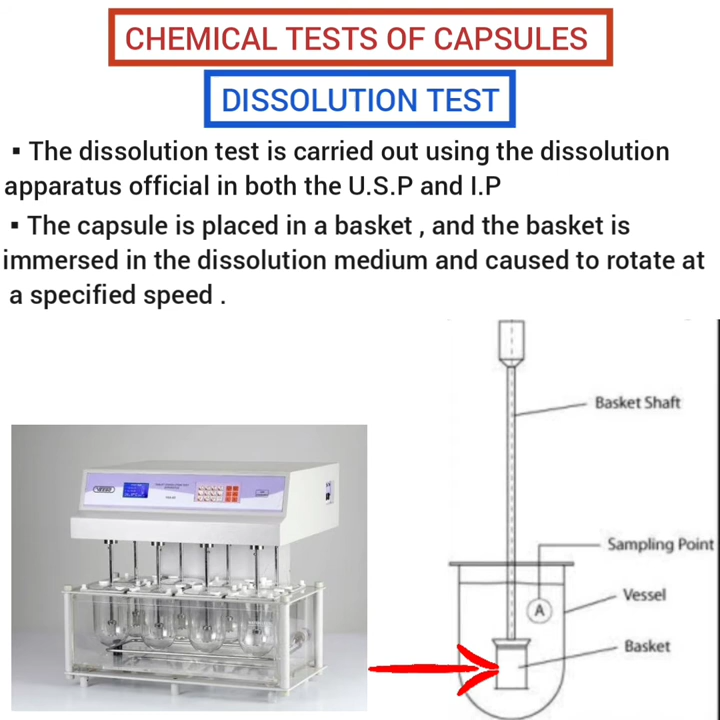 CHEMICAL TESTS OF CAPSULES
DISSOLUTION TEST
▪ The dissolution test is carried out using the dissolution
apparatus official in both the U.S.P and I.P
▪ The capsule is placed in a basket , and the basket is
immersed in the dissolution medium and caused to rotate at
a specified speed .
Basket Shaft
Sampling Point
A
Vessel
Basket